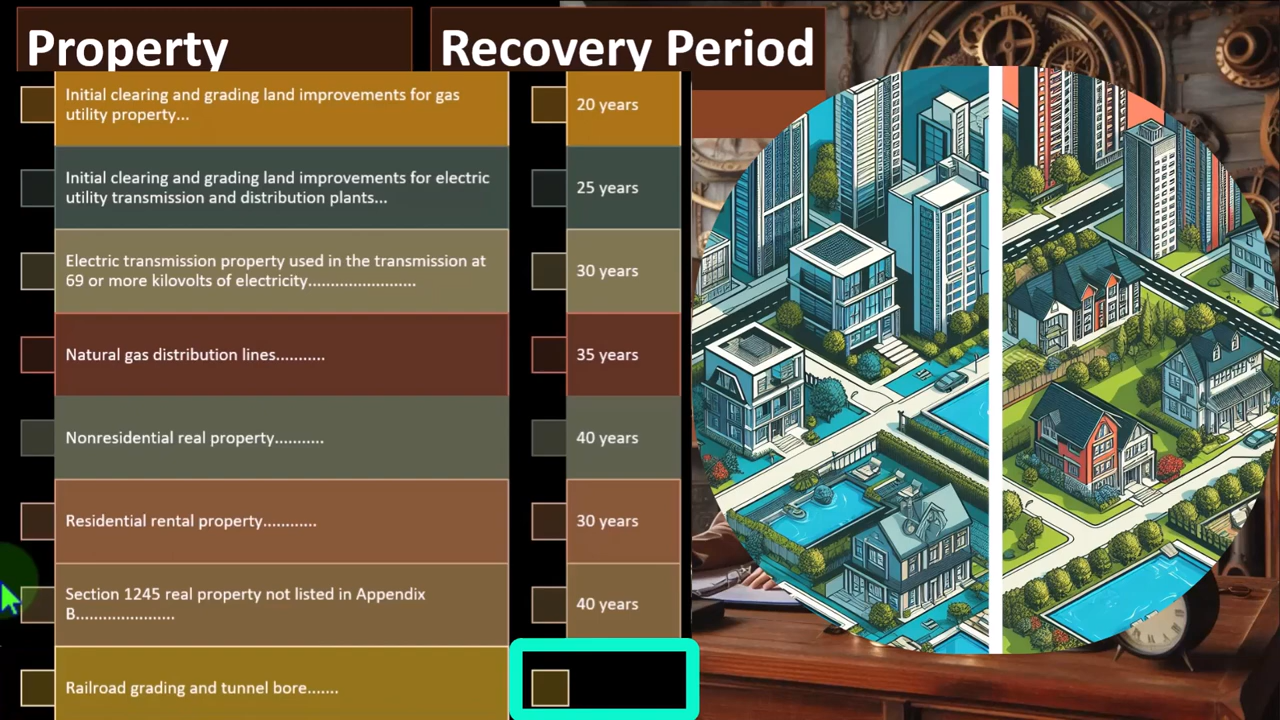 Property
Recovery Period
Initial clearing and grading land improvements for gas
utility property...
20 years
Initial clearing and grading land improvements for electric
utility transmission and distribution plants...
25 years
Electric transmission property used in the transmission at
69 or more kilovolts of electricity........................
30 years
Natural gas distribution lines...........
35 years
Nonresidential real property...........
40 years
Residential rental property............
30 years
Section 1245 real property not listed in Appendix
B......................
40 years
Railroad grading and tunnel bore.......